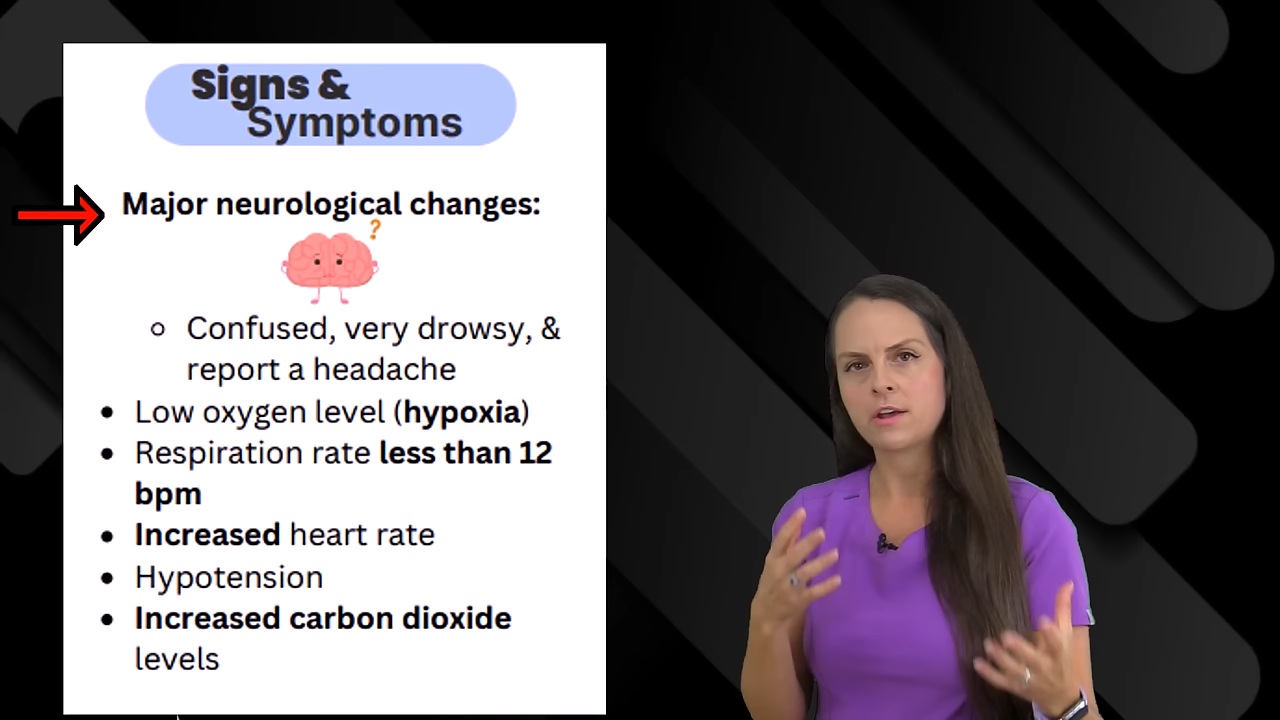 Signs &
Symptoms
Major neurological changes:
?
○ Confused, very drowsy, &
report a headache
• Low oxygen level (hypoxia)
• Respiration rate less than 12
bpm
• Increased heart rate
• Hypotension
• Increased carbon dioxide
levels